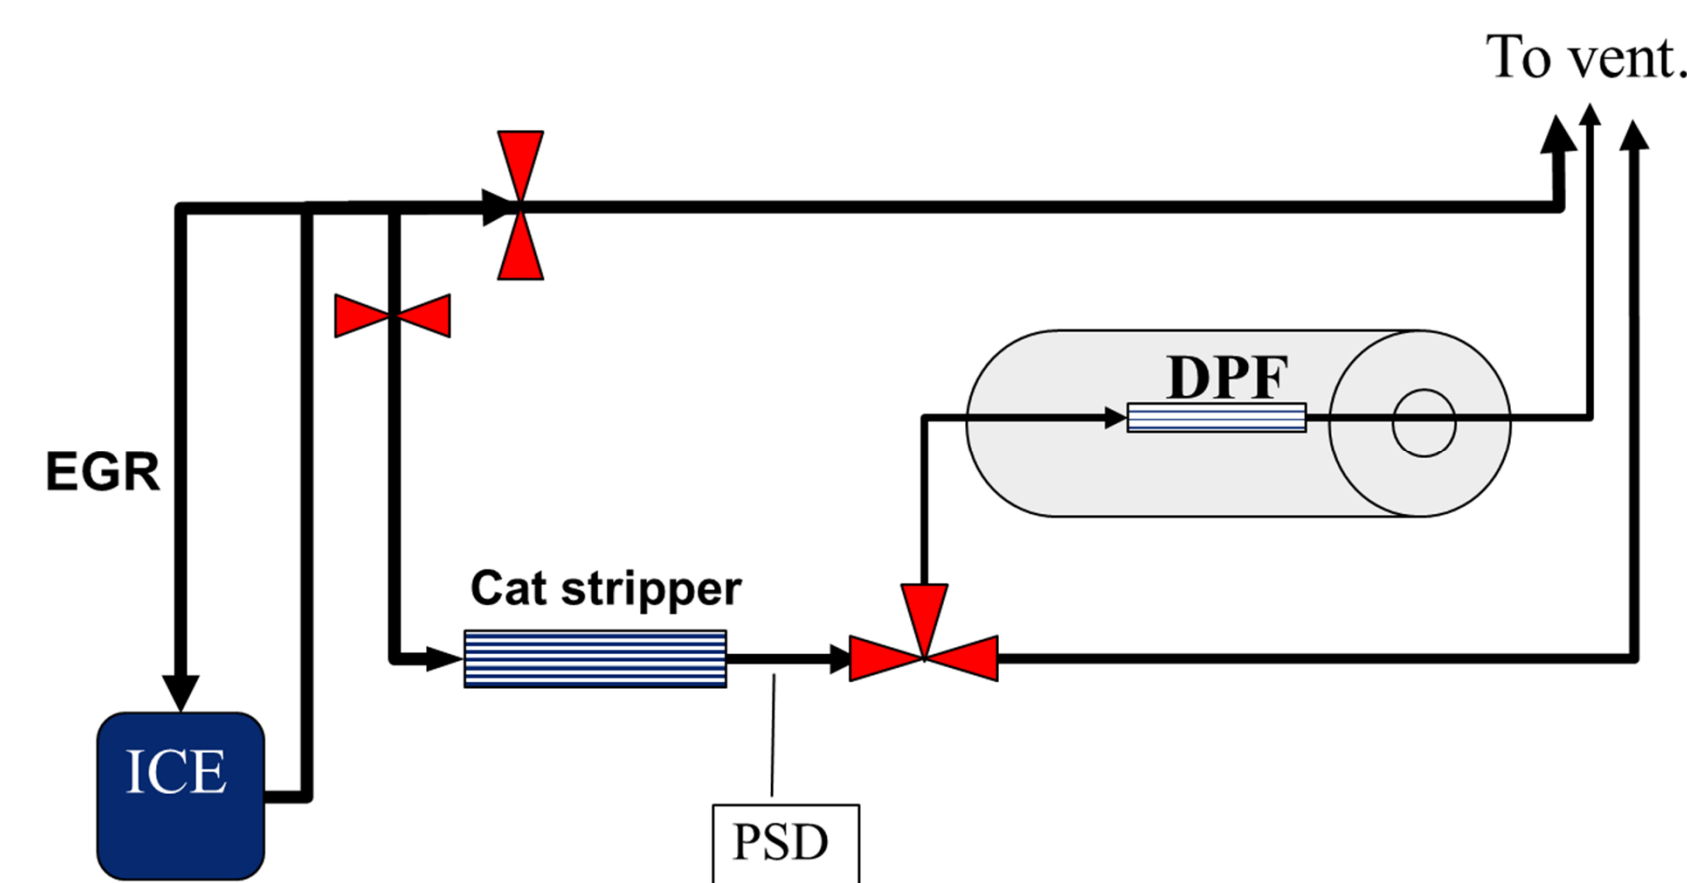 To vent.
DPF
EGR
Cat stripper
ICE
PSD